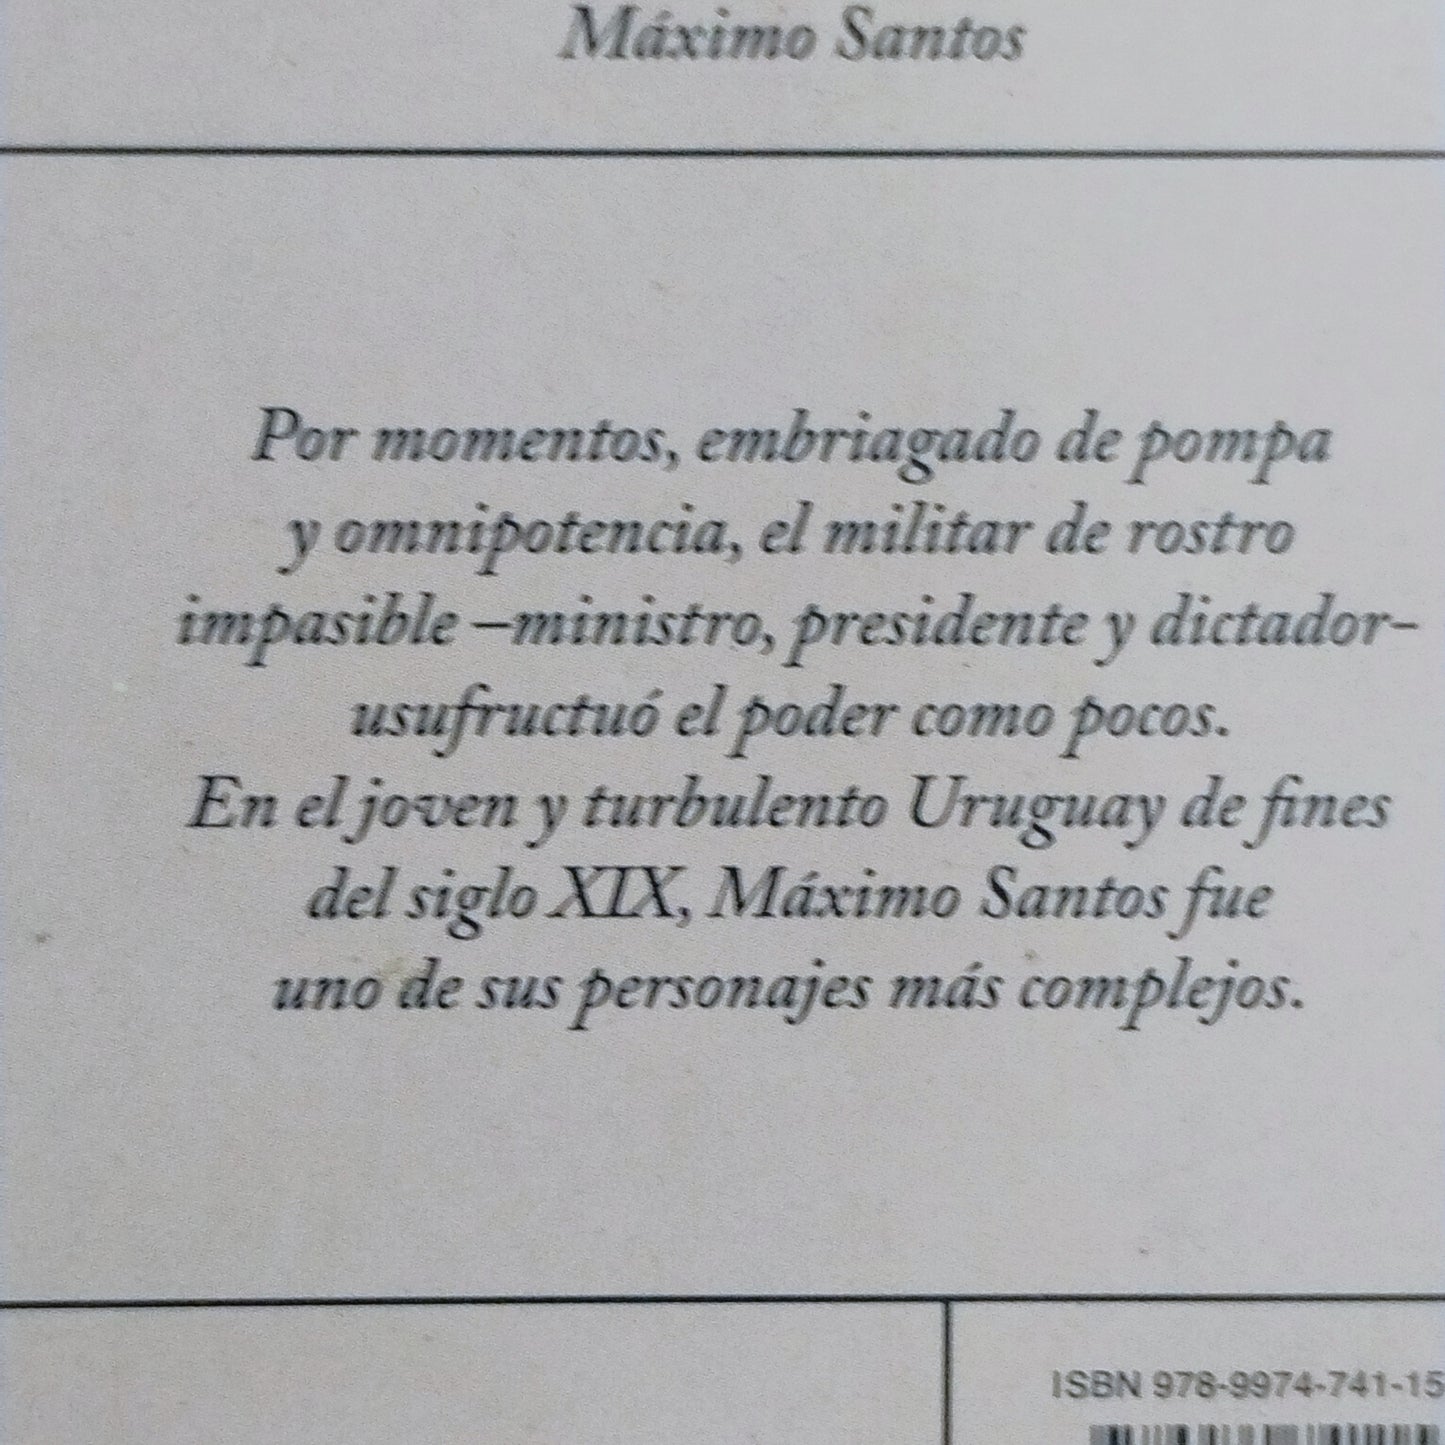 Máximo Santos
Por momentos, embriagado de pompa
y omnipotencia, el militar de rostro
impasible –ministro, presidente y dictador–
usufructuó el poder como pocos.
En el joven y turbulento Uruguay de fines
del siglo XIX, Máximo Santos fue
uno de sus personajes más complejos.
ISBN 978-9974-741-15